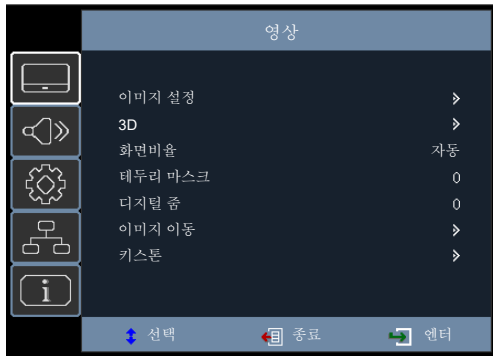 영상
이미지 설정
3D
화면비율 자동
테두리 마스크 0
디지털 줌 0
이미지 이동
키스톤
선택 종료 엔터